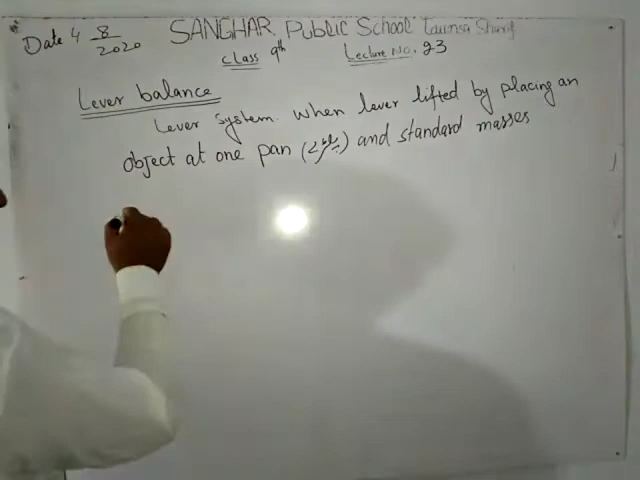 Date 4 8/2020 SANGHAR Public School Taunsa Sharif
Class 9th Lecture No. 23
Lever balance
Lever System. When lever lifted by placing an
object at one pan (پلڑے) and standard masses